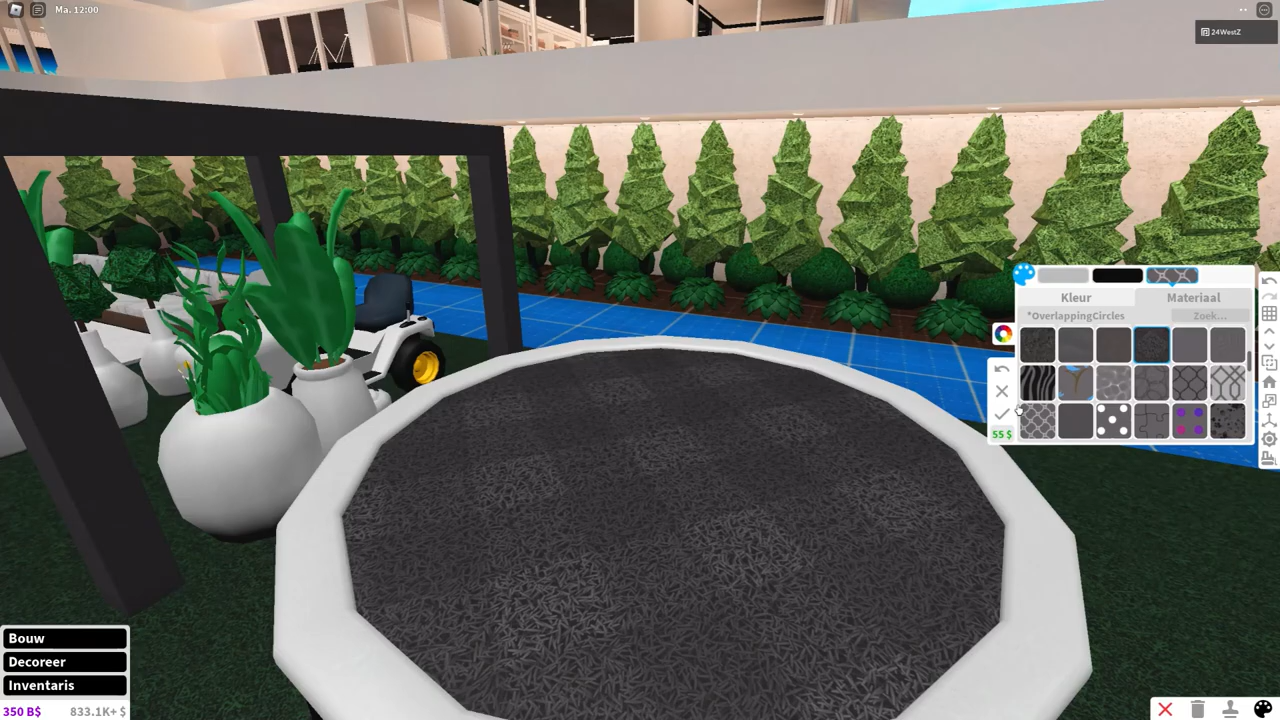 Ma. 12:00
24WestZ
Kleur
Materiaal
*OverlappingCircles
Zoek...
55 $
Bouw
Decoreer
Inventaris
350 B$
833.1K+ $